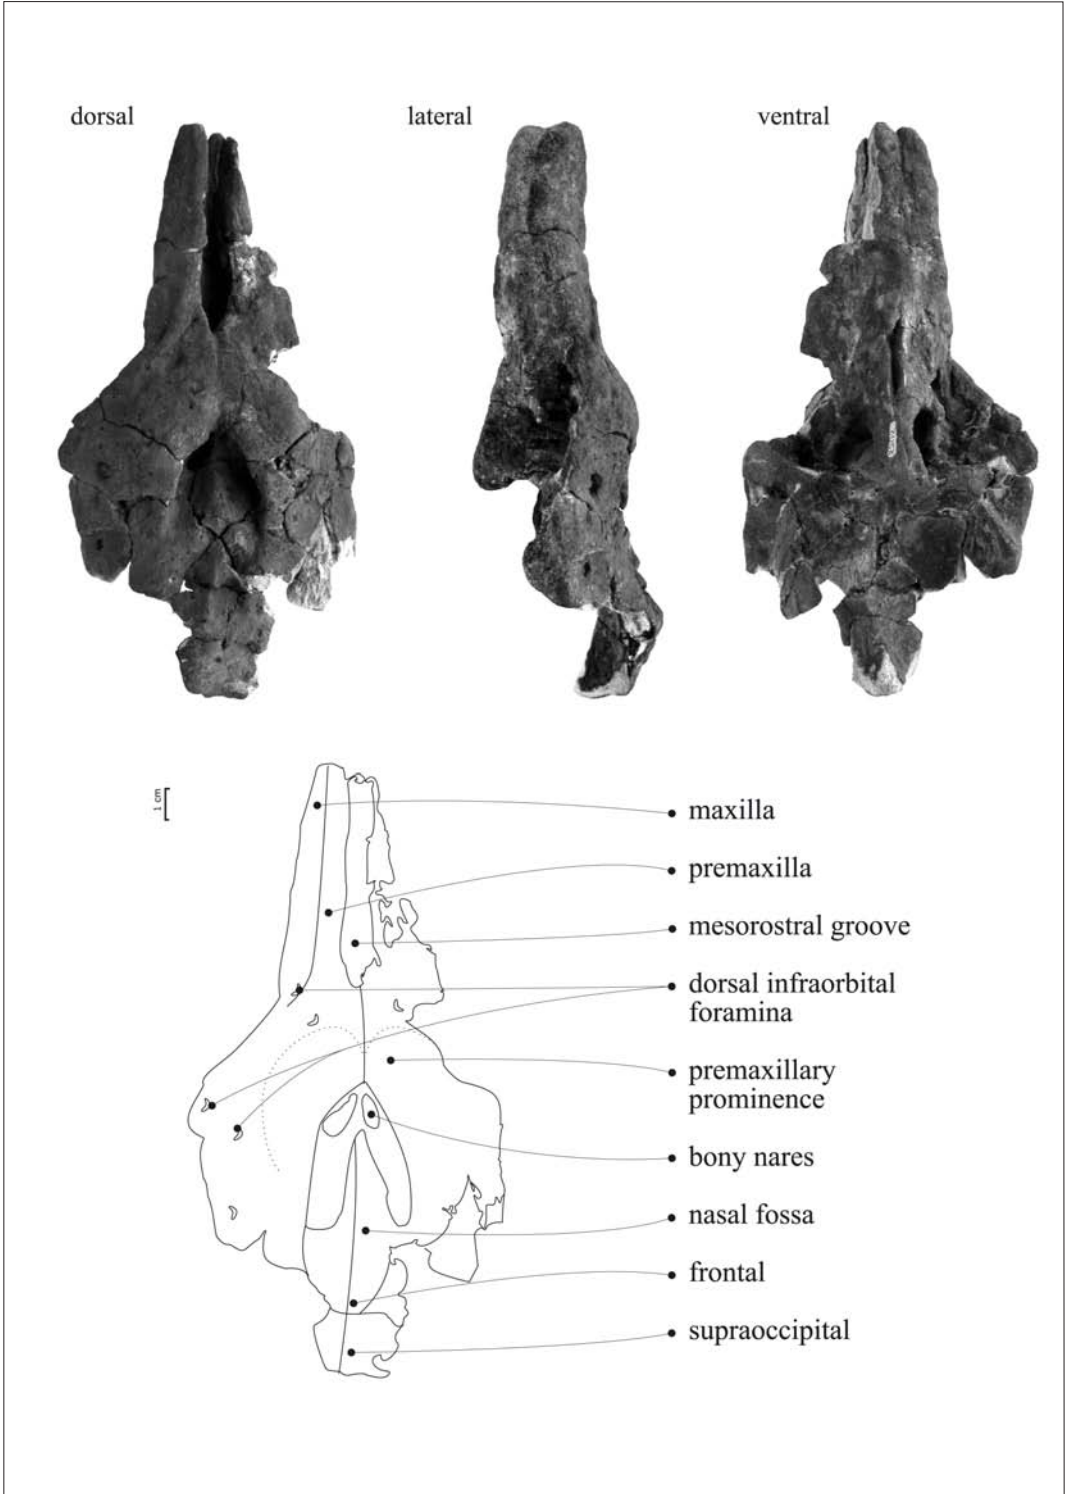 dorsal
lateral
ventral
1 cm
maxilla
premaxilla
mesorostral groove
dorsal infraorbital
foramina
premaxillary
prominence
bony nares
nasal fossa
frontal
supraoccipital